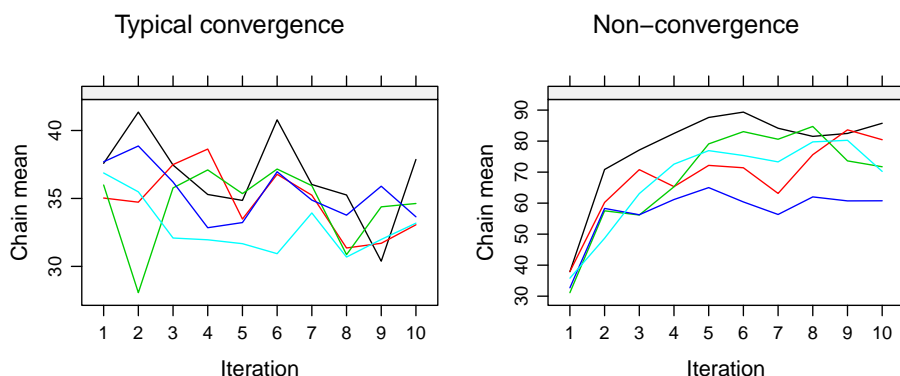 Typical convergence
Chain mean
40
35
30
1 2 3 4 5 6 7 8 9 10
Iteration
Non−convergence
Chain mean
90
80
70
60
50
40
30
1 2 3 4 5 6 7 8 9 10
Iteration